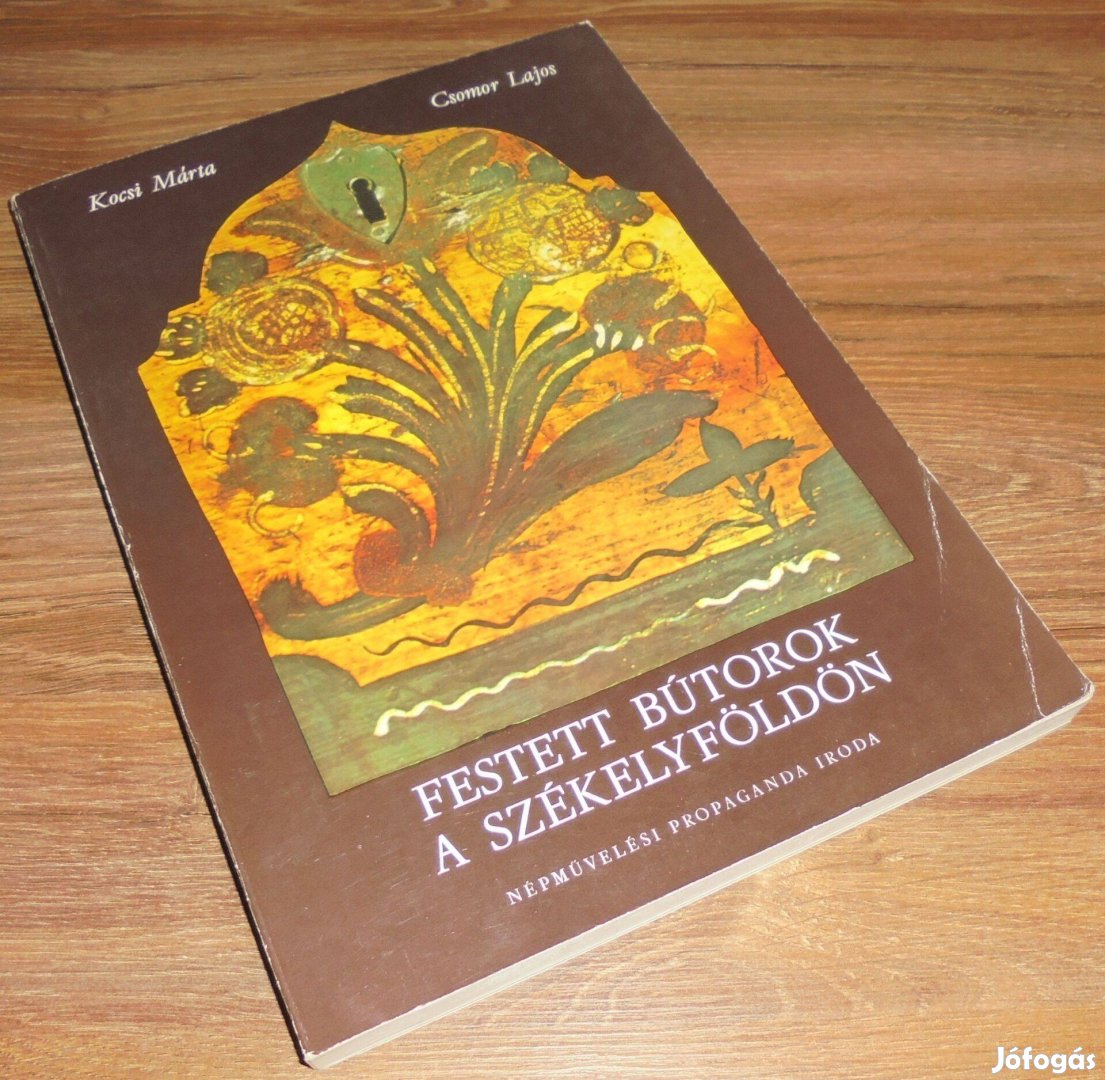 Kocsi Márta
Csomor Lajos
FESTETT BÚTOROK
A SZÉKELYFÖLDÖN
NÉPMŰVELÉSI PROPAGANDA IRODA
Jófogás